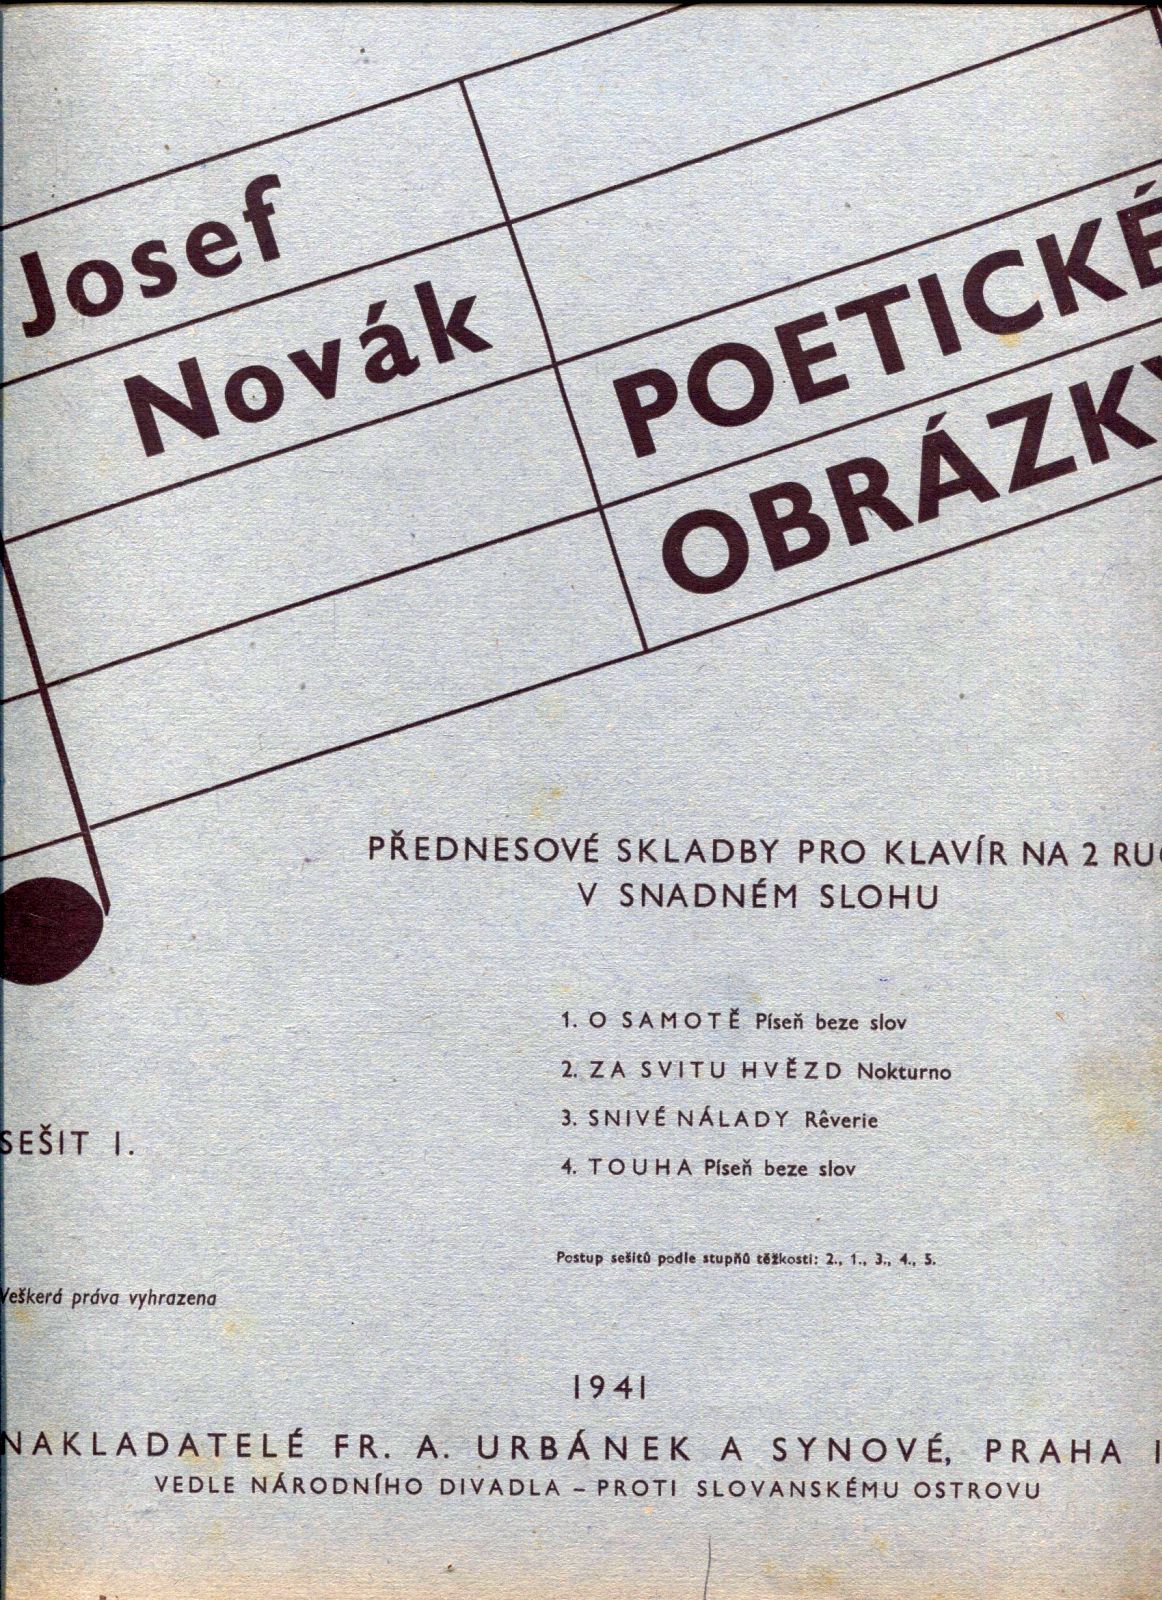 Josef
Novák
POETICKÉ
OBRÁZKY
PŘEDNESOVÉ SKLADBY PRO KLAVÍR NA 2 RUC
V SNADNÉM SLOHU
1. O SAMOTĚ Píseň beze slov
2. ZA SVITU HVĚZD Nokturno
3. SNIVÉ NÁLADY Rêverie
4. TOUHA Píseň beze slov
SEŠIT I.
Postup sešitů podle stupňů těžkosti: 2., 1., 3., 4., 5.
Veškerá práva vyhrazena
1941
NAKLADATELÉ FR. A. URBÁNEK A SYNOVÉ, PRAHA I
VEDLE NÁRODNÍHO DIVADLA – PROTI SLOVANSKÉMU OSTROVU